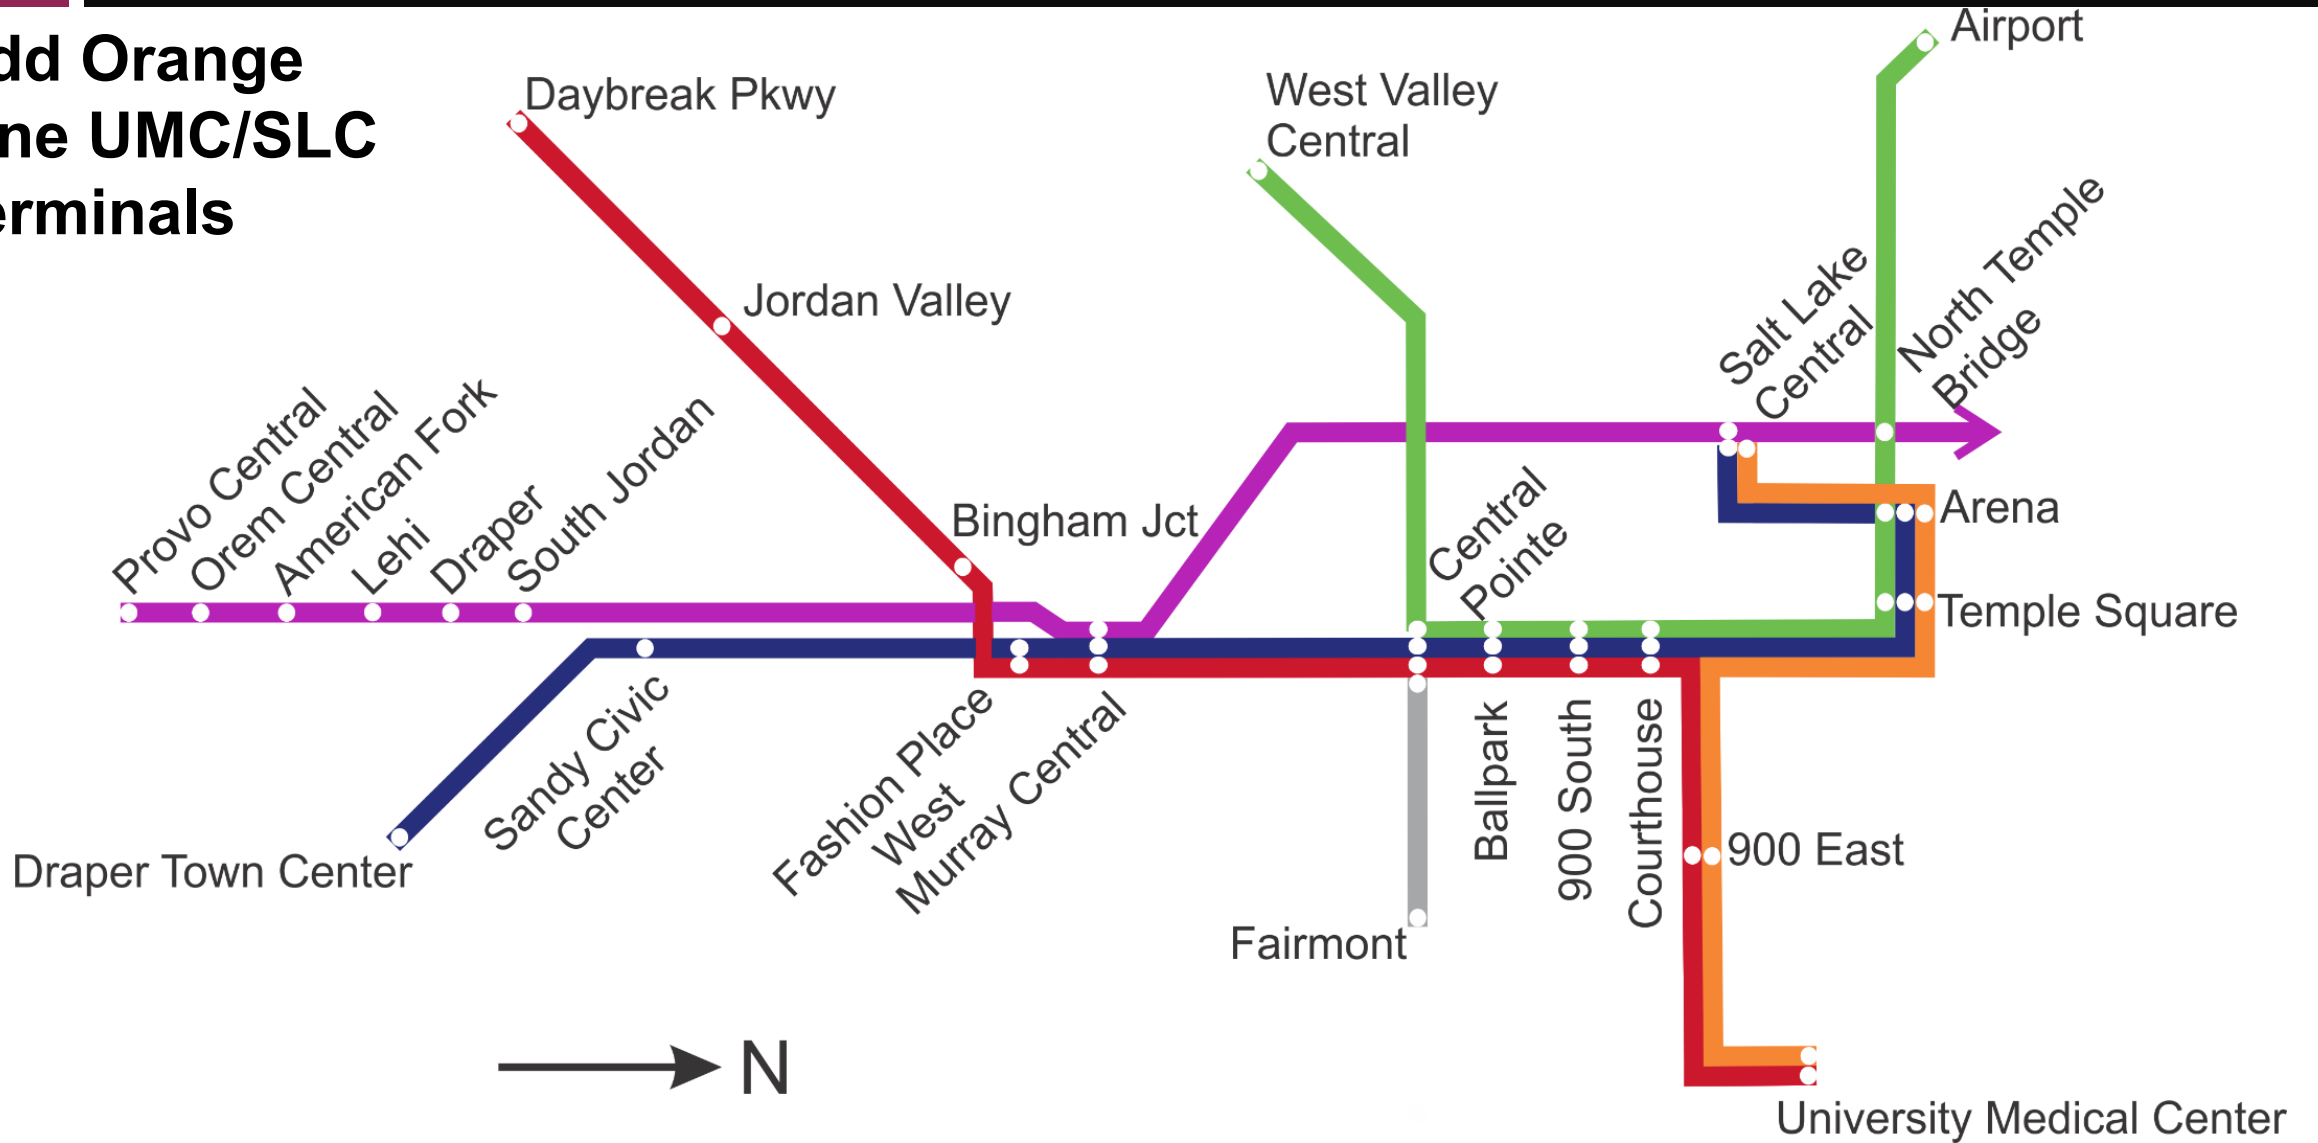 dd Orange
ne UMC/SLC
erminals
Airport
Daybreak Pkwy
West Valley
Central
Jordan Valley
Salt Lake
Central
North Temple
Bridge
Provo Central
Orem Central
American Fork
Lehi
Draper
South Jordan
Bingham Jct
Central
Pointe
Arena
Temple Square
Sandy Civic
Center
Draper Town Center
Fashion Place
West
Murray Central
Ballpark
900 South
Courthouse
900 East
Fairmont
N
University Medical Center